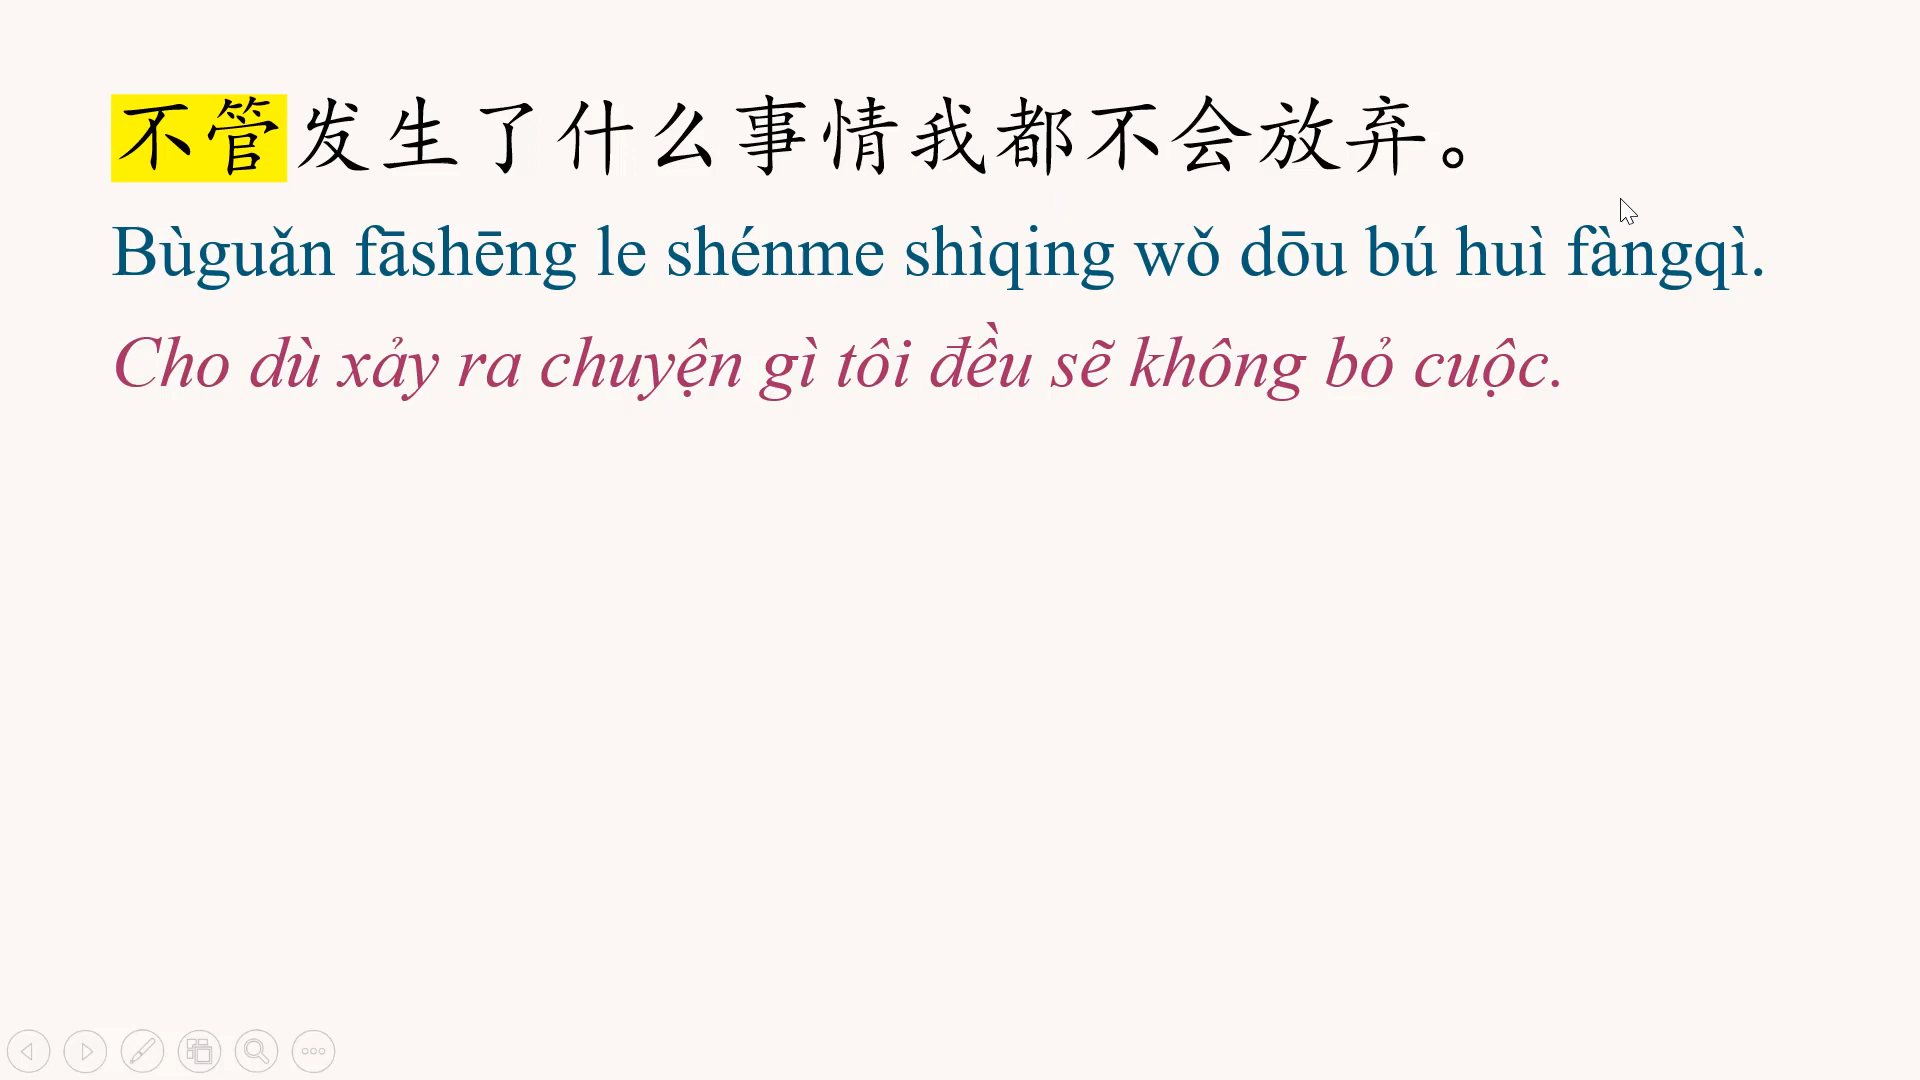 不管发生了什么事情我都不会放弃。
Bùguǎn fāshēng le shénme shìqing wǒ dōu bú huì fàngqì.
Cho dù xảy ra chuyện gì tôi đều sẽ không bỏ cuộc.